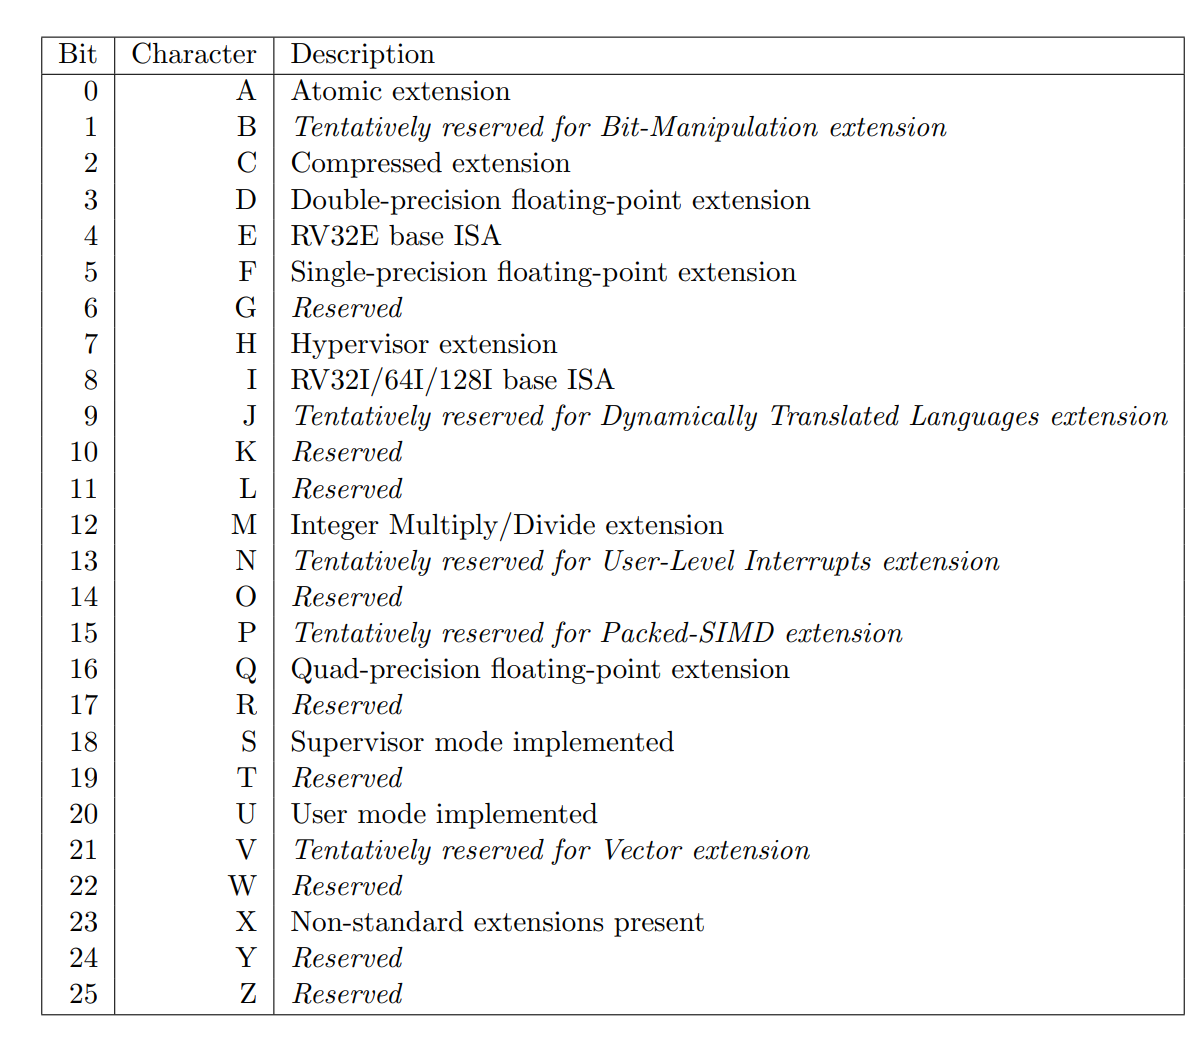 Bit Character Description
0 A Atomic extension
1 B Tentatively reserved for Bit-Manipulation extension
2 C Compressed extension
3 D Double-precision floating-point extension
4 E RV32E base ISA
5 F Single-precision floating-point extension
6 G Reserved
7 H Hypervisor extension
8 I RV32I/64I/128I base ISA
9 J Tentatively reserved for Dynamically Translated Languages extension
10 K Reserved
11 L Reserved
12 M Integer Multiply/Divide extension
13 N Tentatively reserved for User-Level Interrupts extension
14 O Reserved
15 P Tentatively reserved for Packed-SIMD extension
16 Q Quad-precision floating-point extension
17 R Reserved
18 S Supervisor mode implemented
19 T Reserved
20 U User mode implemented
21 V Tentatively reserved for Vector extension
22 W Reserved
23 X Non-standard extensions present
24 Y Reserved
25 Z Reserved